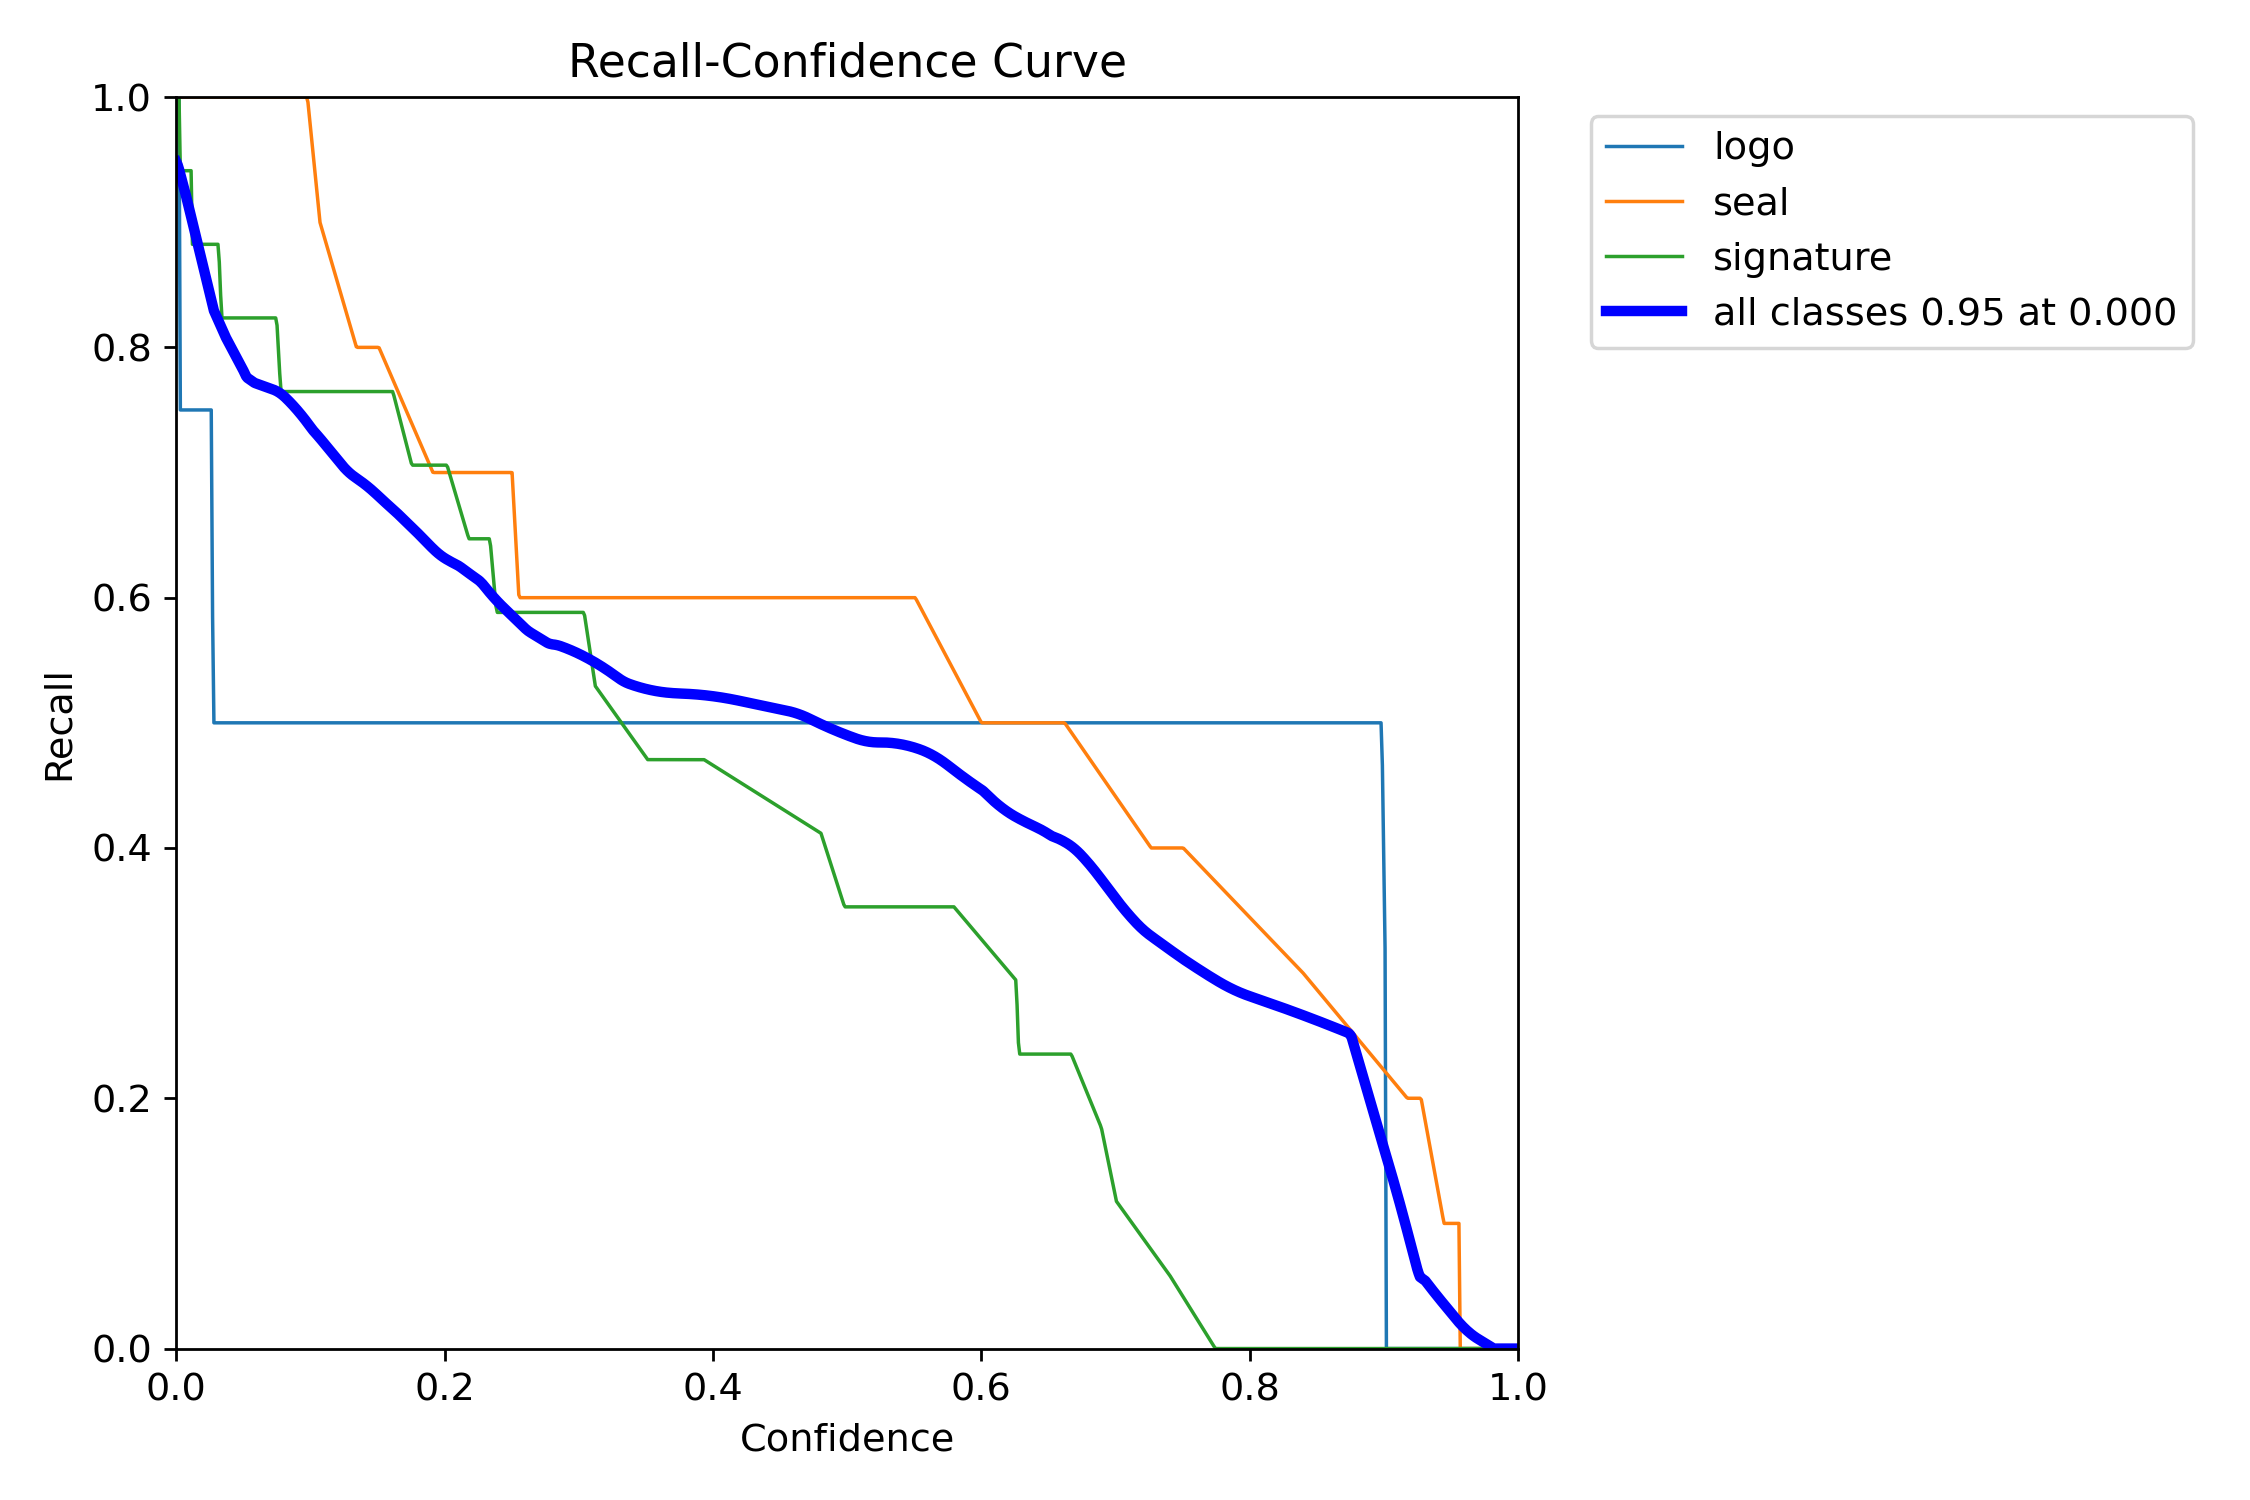 Recall-Confidence Curve
1.0
0.8
0.6
0.4
0.2
0.0
Recall
0.0 0.2 0.4 0.6 0.8 1.0
Confidence
logo
seal
signature
all classes 0.95 at 0.000